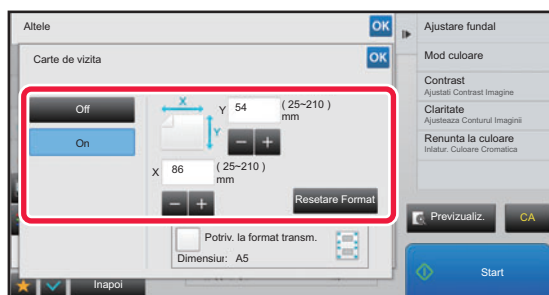 Altele
OK
Carte de vizita
OK
Off
On
X
Y
Y 54 ( 25~210 )
mm
X 86 ( 25~210 )
mm
Resetare Format
Potriv. la format transm.
Dimensiur: A5
Inapoi
Ajustare fundal
Mod culoare
Contrast
Ajustati Contrast Imagine
Claritate
Ajusteaza Conturul Imaginii
Renunta la culoare
Inlatur. Culoare Cromatica
Previzualiz.
CA
Start